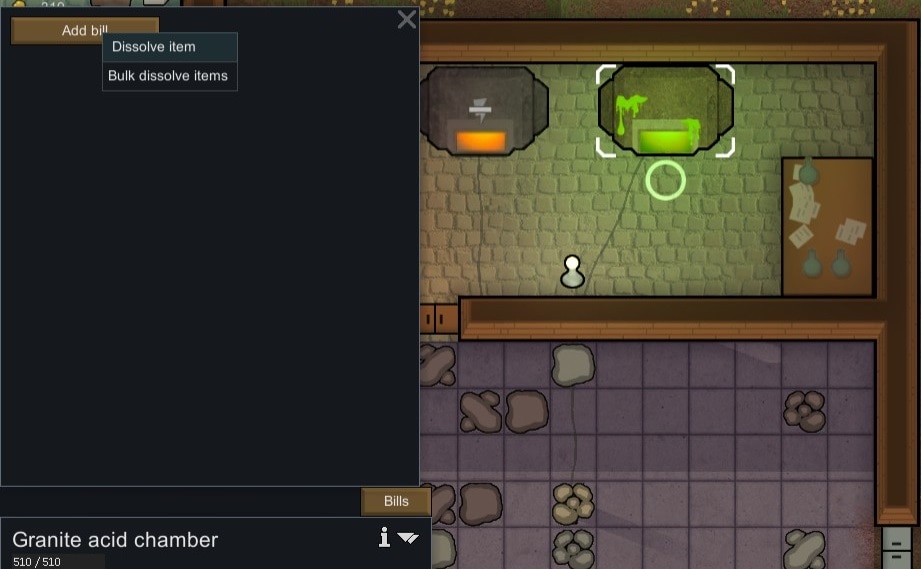 Add bill
Dissolve item
Bulk dissolve items
Bills
Granite acid chamber
510 / 510